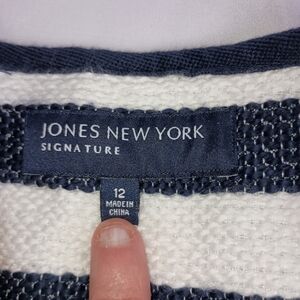 JONES NEW YORK
SIGNATURE
12
MADE IN
CHINA